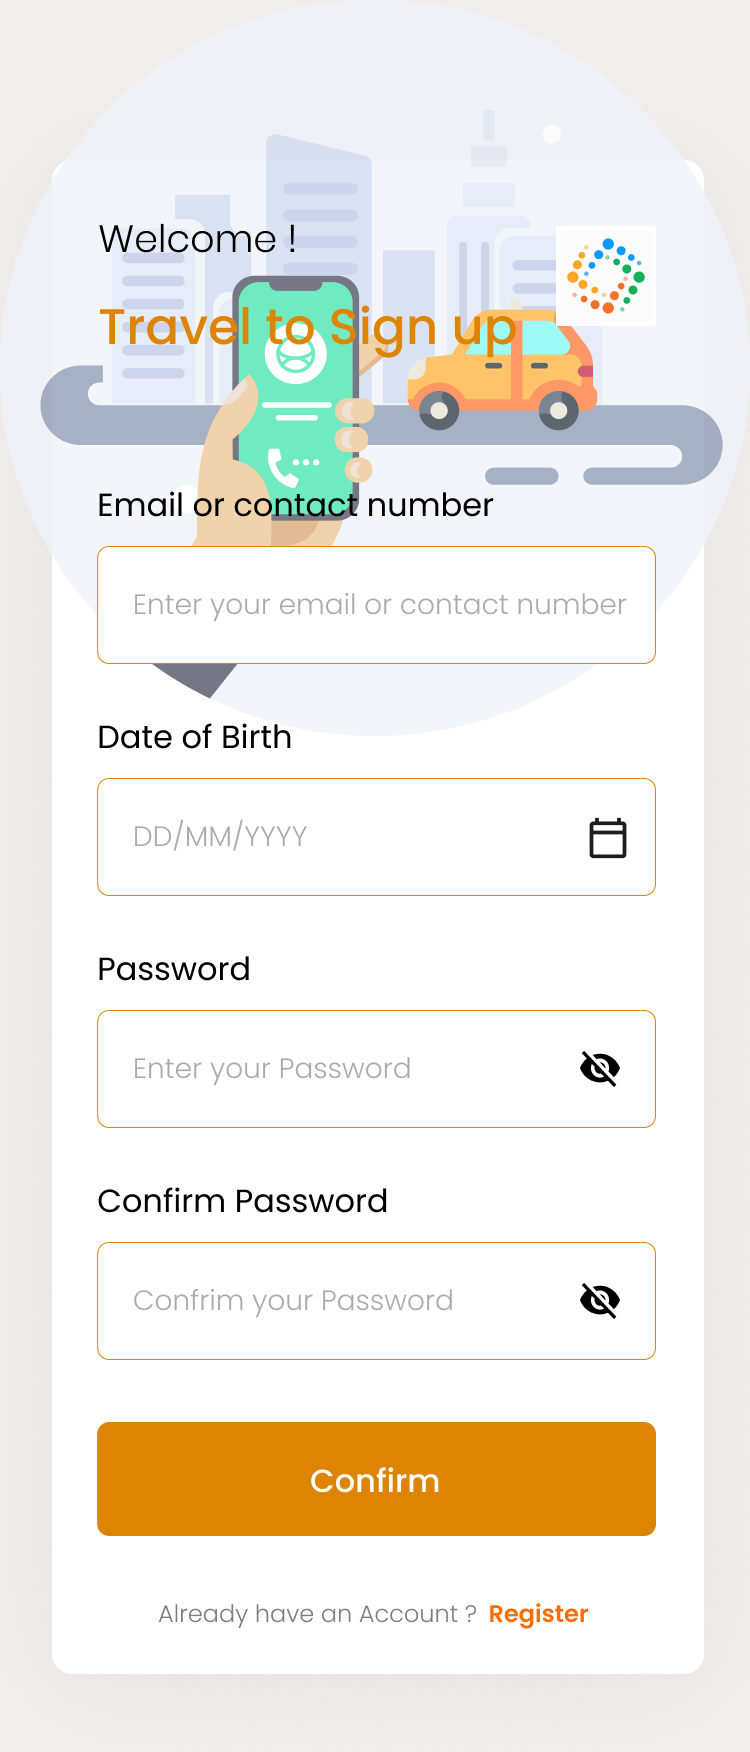 Welcome !
Travel to Sign up
Email or contact number
Enter your email or contact number
Date of Birth
DD/MM/YYYY
Password
Enter your Password
Confirm Password
Confrim your Password
Confirm
Already have an Account ? Register